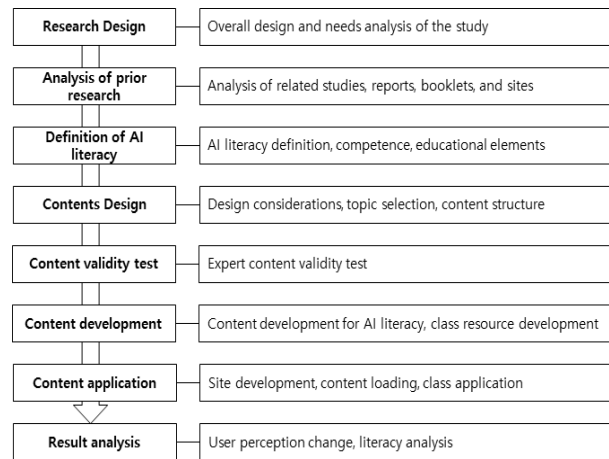 Research Design
Overall design and needs analysis of the study
Analysis of prior
research
Analysis of related studies, reports, booklets, and sites
Definition of AI
literacy
AI literacy definition, competence, educational elements
Contents Design
Design considerations, topic selection, content structure
Content validity test
Expert content validity test
Content development
Content development for AI literacy, class resource development
Content application
Site development, content loading, class application
Result analysis
User perception change, literacy analysis